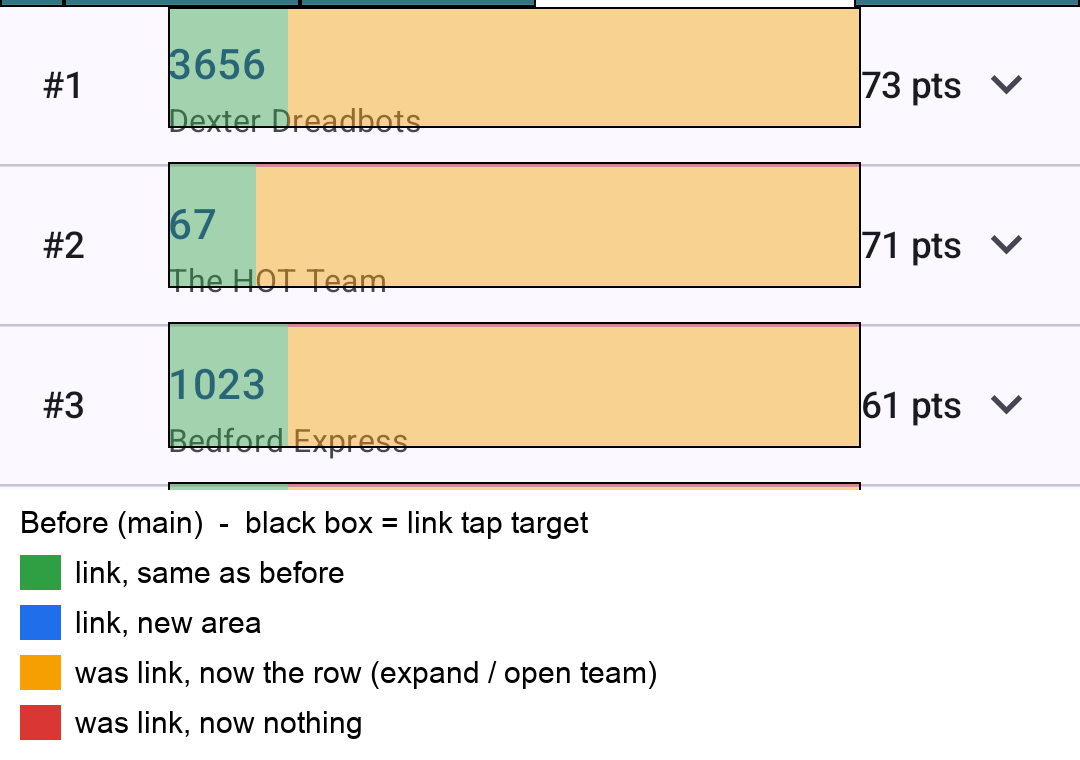 #1 3656 73 pts
Dexter Dreadbots
#2 67 71 pts
The HOT Team
#3 1023 61 pts
Bedford Express
Before (main) - black box = link tap target
link, same as before
link, new area
was link, now the row (expand / open team)
was link, now nothing